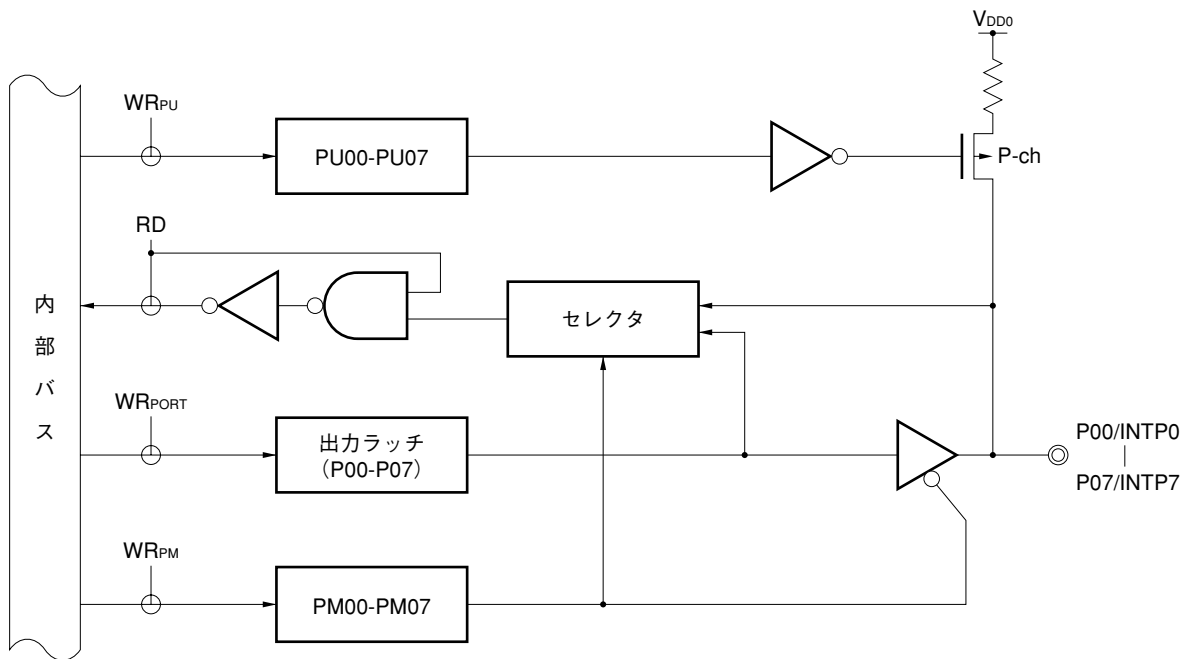 VDD0
WRPU
PU00-PU07
P-ch
RD
セレクタ
内部バス
WRPORT
出力ラッチ
（P00-P07）
P00/INTP0
P07/INTP7
WRPM
PM00-PM07